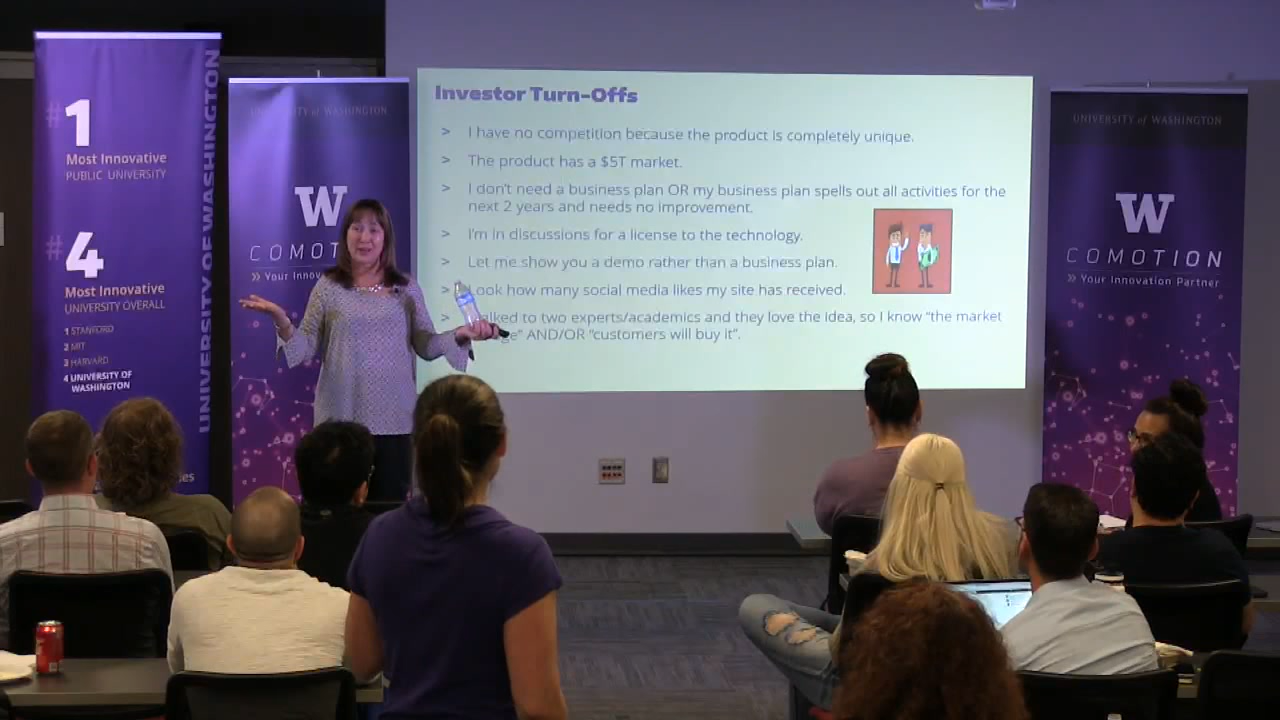 #1
Most Innovative
PUBLIC UNIVERSITY
#4
Most Innovative
UNIVERSITY OVERALL
1 STANFORD
2 MIT
3 HARVARD
4 UNIVERSITY OF
WASHINGTON
UNIVERSITY OF WASHINGTON
UNIVERSITY of WASHINGTON
W
COMOT
» Your Innov
Investor Turn-Offs
> I have no competition because the product is completely unique.
> The product has a $5T market.
> I don't need a business plan OR my business plan spells out all activities for the
next 2 years and needs no improvement.
> I'm in discussions for a license to the technology.
> Let me show you a demo rather than a business plan.
> Look how many social media likes my site has received.
> alked to two experts/academics and they love the idea, so I know "the market
ge" AND/OR "customers will buy it".
UNIVERSITY of WASHINGTON
W
COMOTION
» Your Innovation Partner